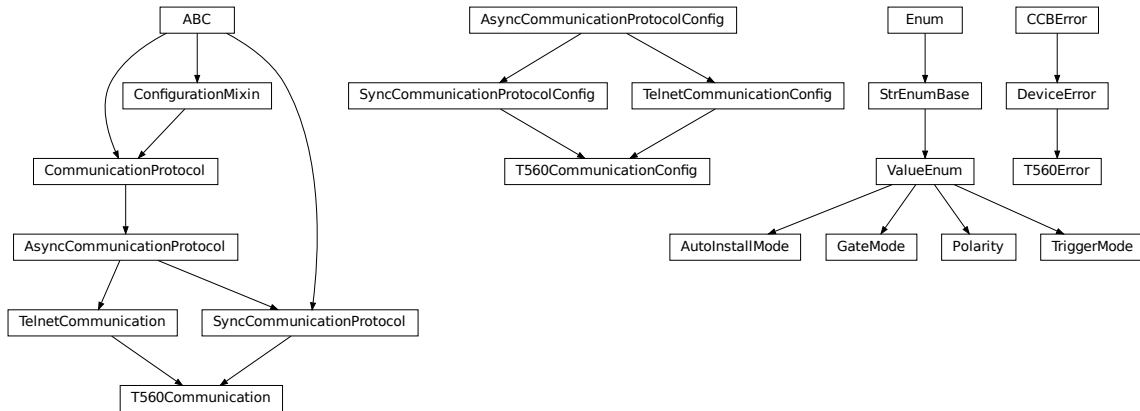 ABC
AsyncCommunicationProtocolConfig
Enum
CCBError
ConfigurationMixin
SyncCommunicationProtocolConfig
TelnetCommunicationConfig
StrEnumBase
DeviceError
CommunicationProtocol
T560CommunicationConfig
ValueEnum
T560Error
AsyncCommunicationProtocol
AutoInstallMode
GateMode
Polarity
TriggerMode
TelnetCommunication
SyncCommunicationProtocol
T560Communication